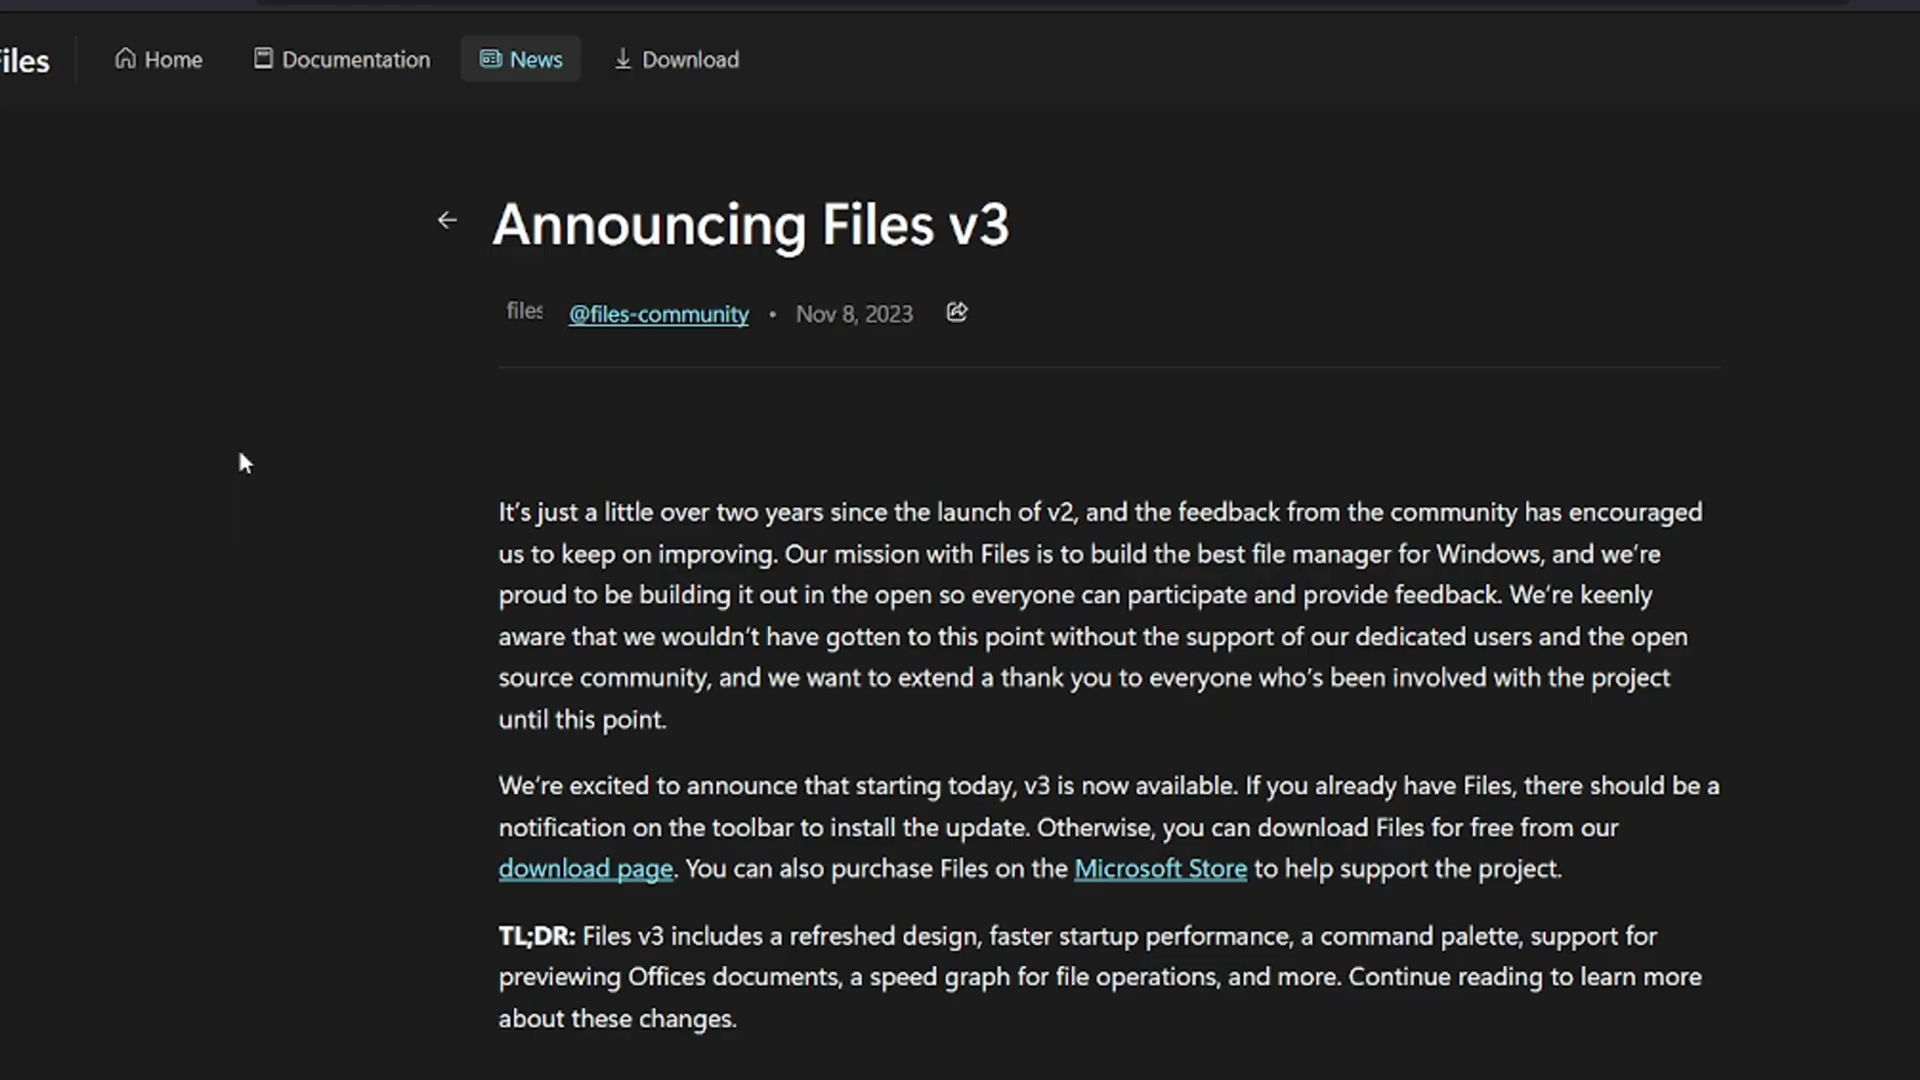 Files
Home
Documentation
News
Download
Announcing Files v3
files
@files-community • Nov 8, 2023
It’s just a little over two years since the launch of v2, and the feedback from the community has encouraged
us to keep on improving. Our mission with Files is to build the best file manager for Windows, and we’re
proud to be building it out in the open so everyone can participate and provide feedback. We’re keenly
aware that we wouldn’t have gotten to this point without the support of our dedicated users and the open
source community, and we want to extend a thank you to everyone who’s been involved with the project
until this point.
We’re excited to announce that starting today, v3 is now available. If you already have Files, there should be a
notification on the toolbar to install the update. Otherwise, you can download Files for free from our
download page. You can also purchase Files on the Microsoft Store to help support the project.
TL;DR: Files v3 includes a refreshed design, faster startup performance, a command palette, support for
previewing Offices documents, a speed graph for file operations, and more. Continue reading to learn more
about these changes.